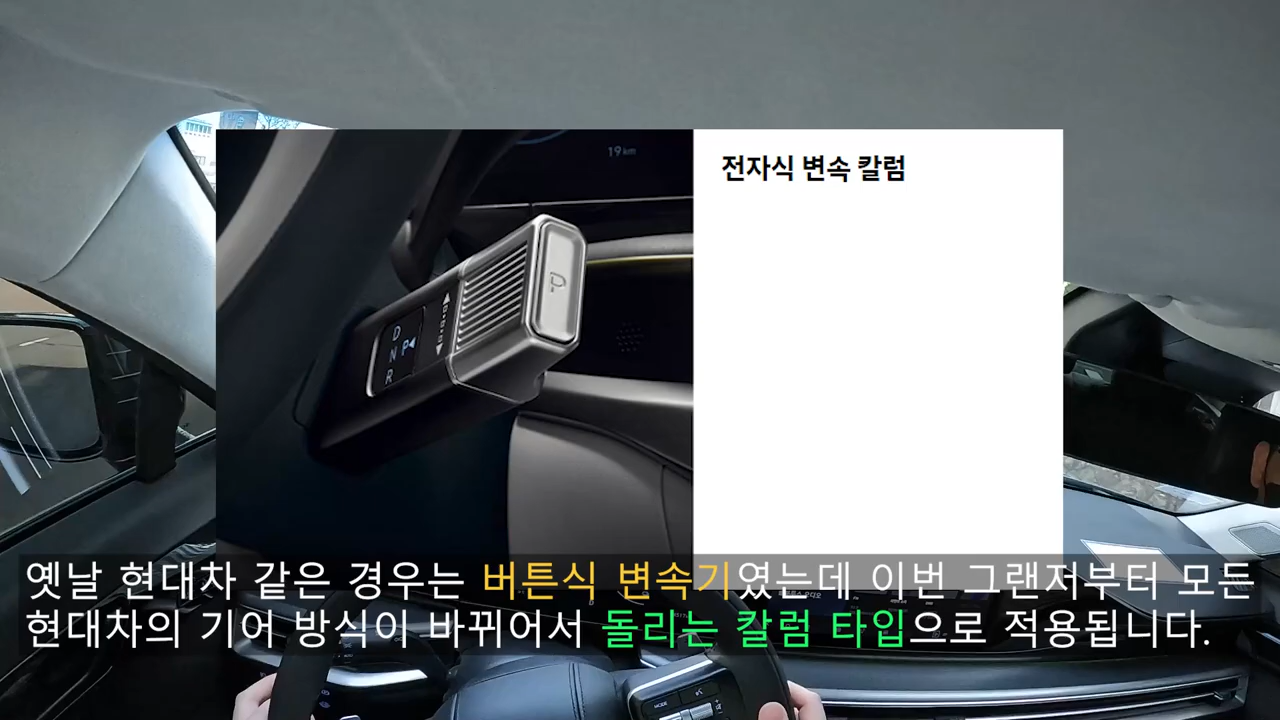 19 km
전자식 변속 칼럼
P
D
N P
R
옛날 현대차 같은 경우는 버튼식 변속기였는데 이번 그랜저부터 모든
현대차의 기어 방식이 바뀌어서 돌리는 칼럼 타입으로 적용됩니다.
MODE